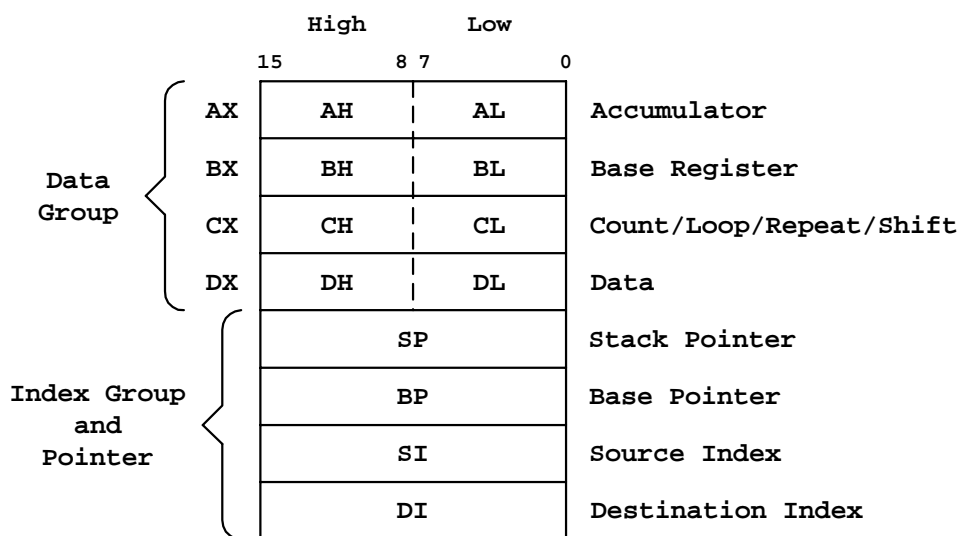 High Low
15 8 7 0
AX AH AL Accumulator
BX BH BL Base Register
Data
Group
CX CH CL Count/Loop/Repeat/Shift
DX DH DL Data
SP Stack Pointer
Index Group
and
Pointer
BP Base Pointer
SI Source Index
DI Destination Index